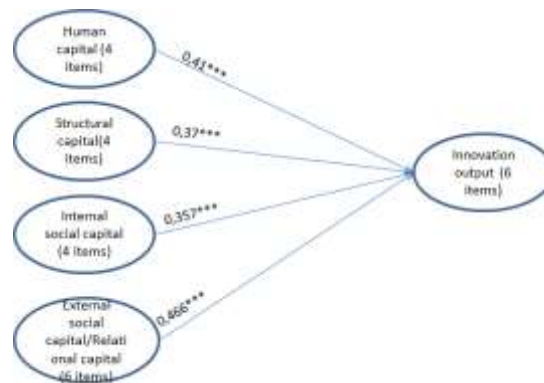 Human
capital (4
items)
0,41***
Structural
capital(4
items)
0,37***
Innovation
output (6
items)
Internal
social capital
(4 items)
0,357***
External
social
capital/Relati
onal capital
(6 items)
0,466***